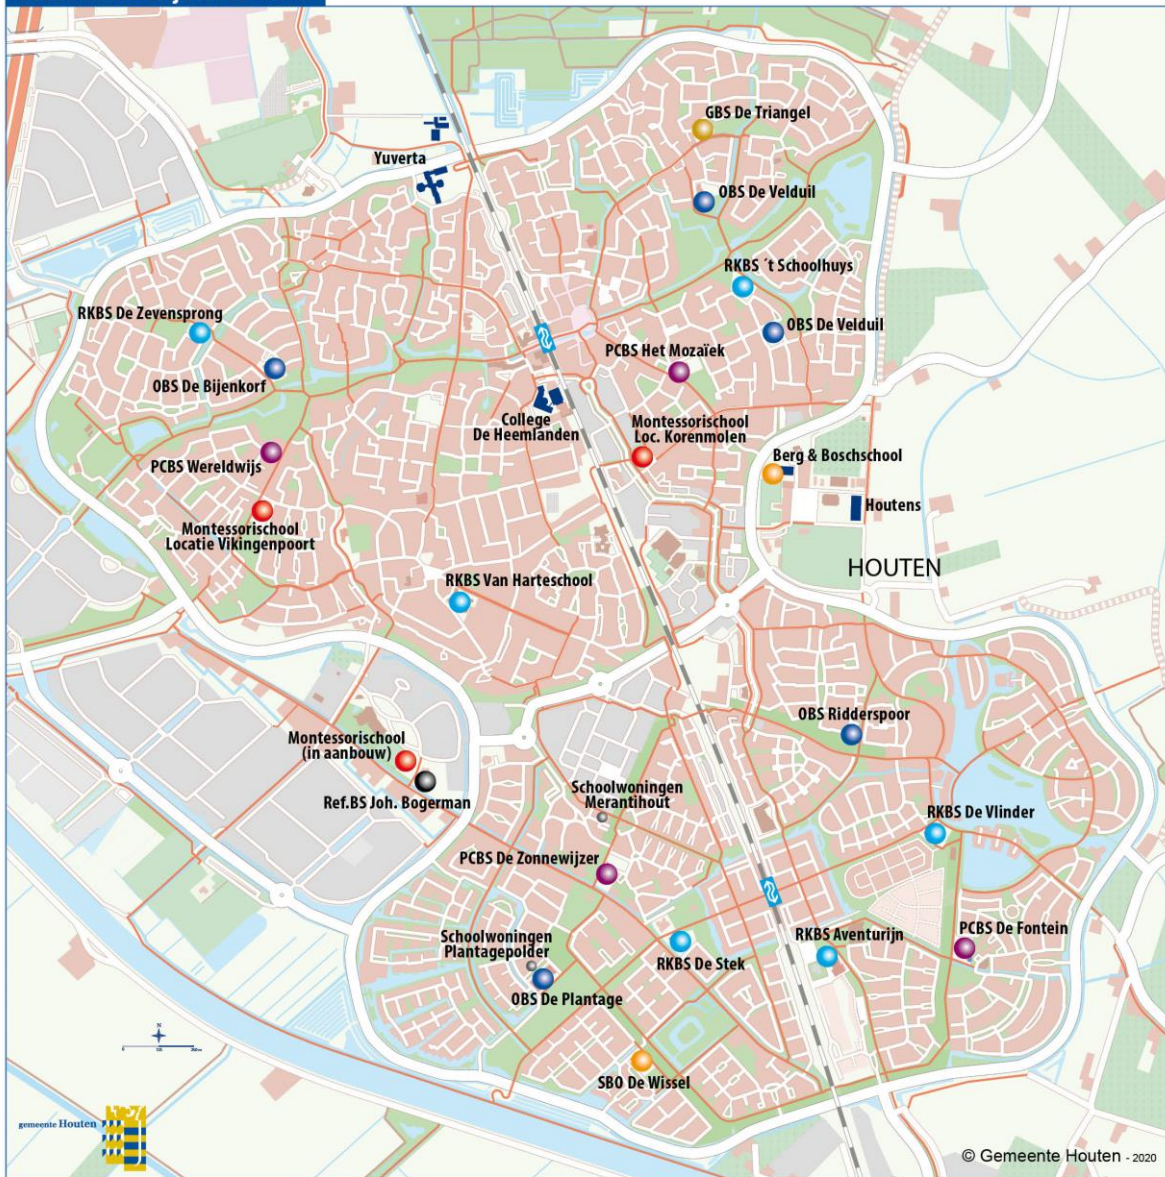 GBS De Triangel
Yuverta
OBS De Velduil
RKBS ´t Schoolhuys
RKBS De Zevensprong
OBS De Velduil
PCBS Het Mozaïek
OBS De Bijenkorf
College
De Heemlanden
Montessorischool
Loc. Korenmolen
PCBS Wereldwijs
Berg & Boschschool
Houtens
Montessorischool
Locatie Vikingenpoort
HOUTEN
RKBS Van Harteschool
OBS Ridderspoor
Montessorischool
(in aanbouw)
Ref.BS Joh. Bogerman
Schoolwoningen
Merantihout
RKBS De Vlinder
PCBS De Zonnewijzer
Schoolwoningen
Plantagepolder
RKBS De Stek
RKBS Aventurijn
PCBS De Fontein
OBS De Plantage
N
SBO De Wissel
gemeente Houten
© Gemeente Houten - 2020